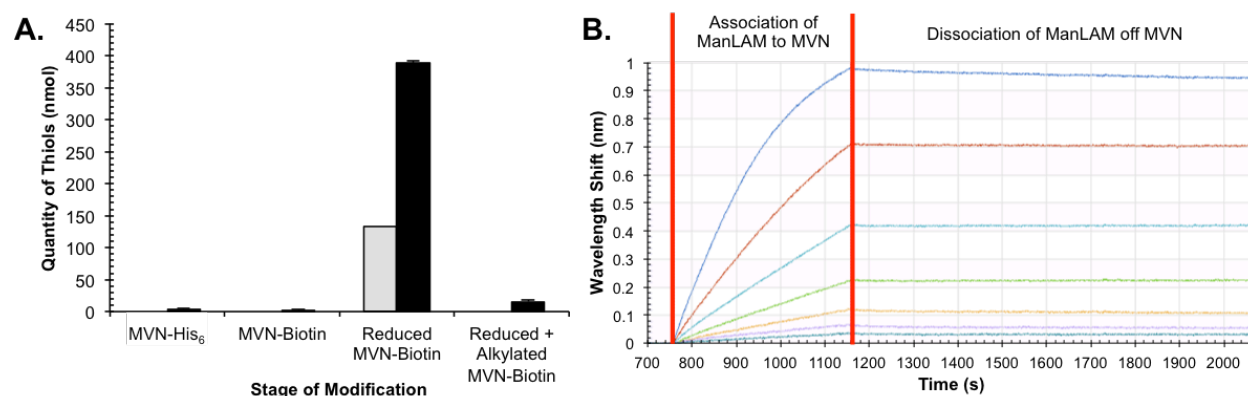 A.
Quantity of Thiols (nmol)
450
400
350
300
250
200
150
100
50
0
MVN-His6
MVN-Biotin
Reduced
MVN-Biotin
Reduced +
Alkylated
MVN-Biotin
Stage of Modification
B.
Association of
ManLAM to MVN
Dissociation of ManLAM off MVN
Wavelength Shift (nm)
1
0.9
0.8
0.7
0.6
0.5
0.4
0.3
0.2
0.1
0
700 800 900 1000 1100 1200 1300 1400 1500 1600 1700 1800 1900 2000
Time (s)